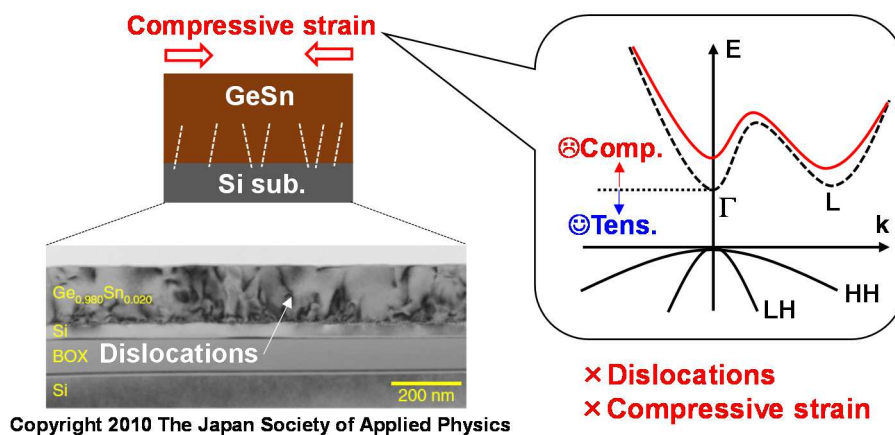 Compressive strain
GeSn
Si sub.
Ge0.980Sn0.020
Si
BOX
Si
Dislocations
200 nm
Copyright 2010 The Japan Society of Applied Physics
E
☹Comp.
Γ
L
☺Tens.
k
HH
LH
×Dislocations
×Compressive strain